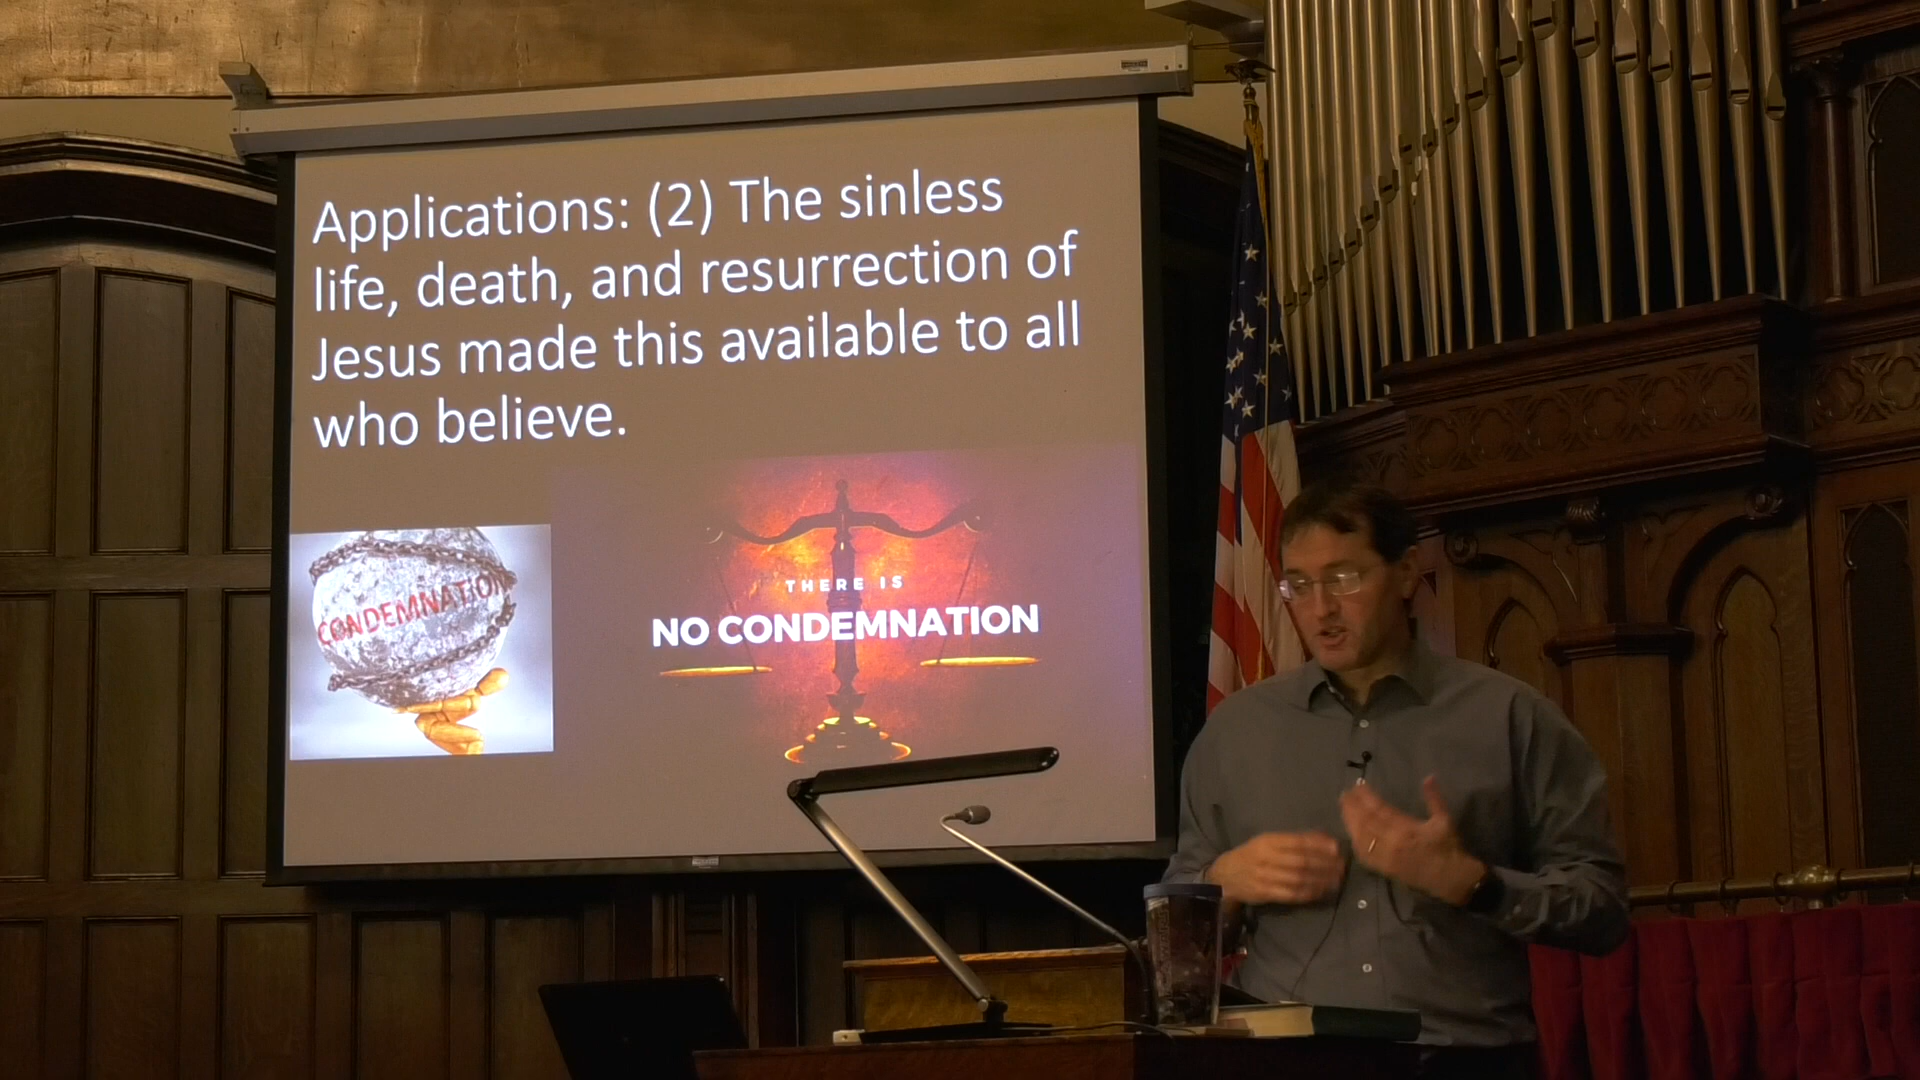 Applications: (2) The sinless
life, death, and resurrection of
Jesus made this available to all
who believe.
CONDEMNATION
THERE IS
NO CONDEMNATION